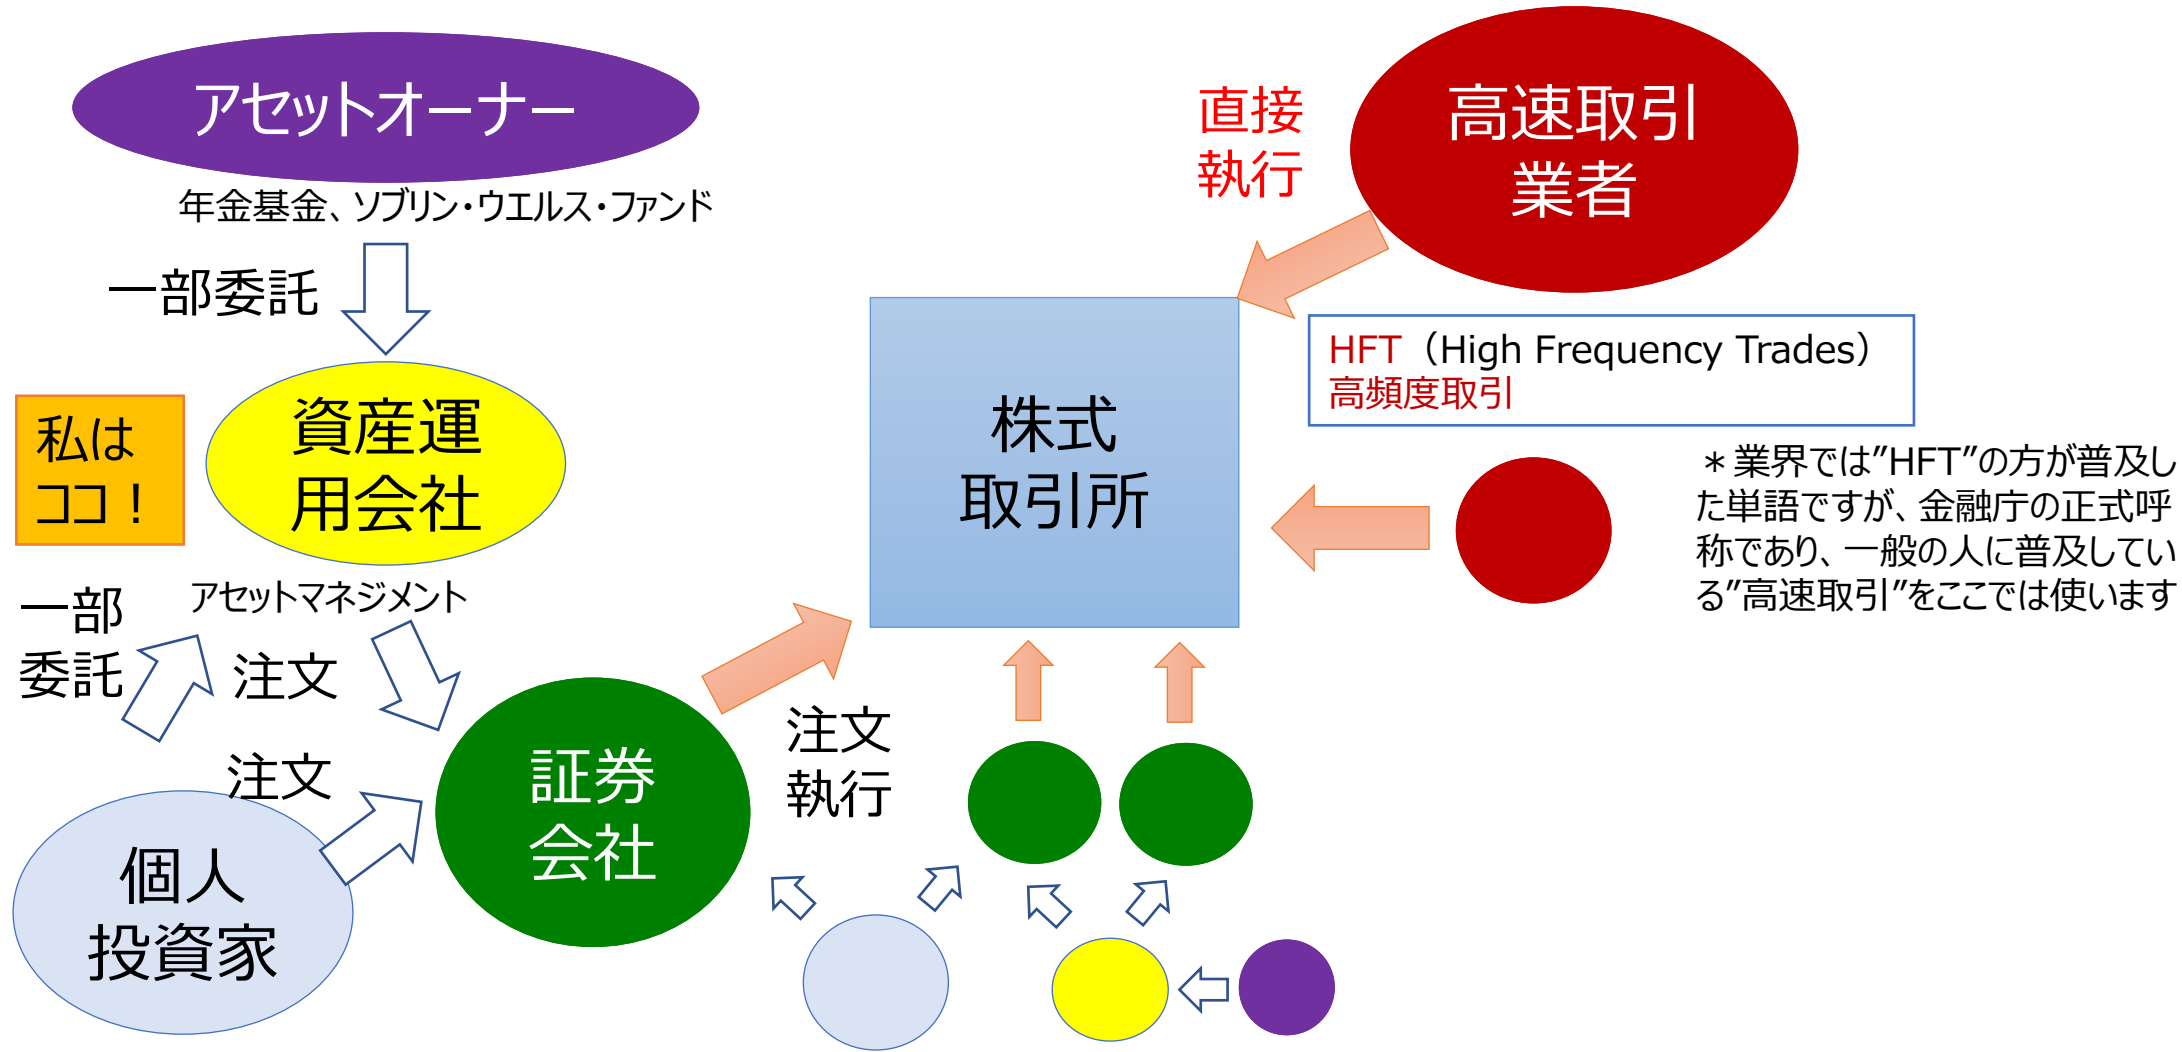 アセットオーナー
年金基金、ソブリン・ウエルス・ファンド
一部委託
私は
ココ！
資産運
用会社
アセットマネジメント
一部
委託
注文
注文
個人
投資家
証券
会社
注文
執行
株式
取引所
直接
執行
高速取引
業者
HFT（High Frequency Trades）
高頻度取引
＊業界では”HFT”の方が普及し
た単語ですが、金融庁の正式呼
称であり、一般の人に普及してい
る”高速取引”をここでは使います